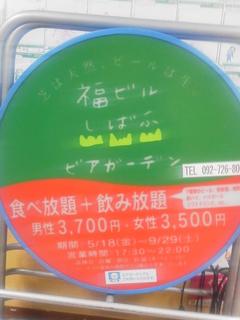 芝は天然、ビールは生。
福ビル
しばふ
ビアガーデン
TEL 092-726-80
食べ放題+飲み放題
男性3,700円・女性3,500円
期間:5/18(金)~9/29(土)
営業時間:17:30~22:00